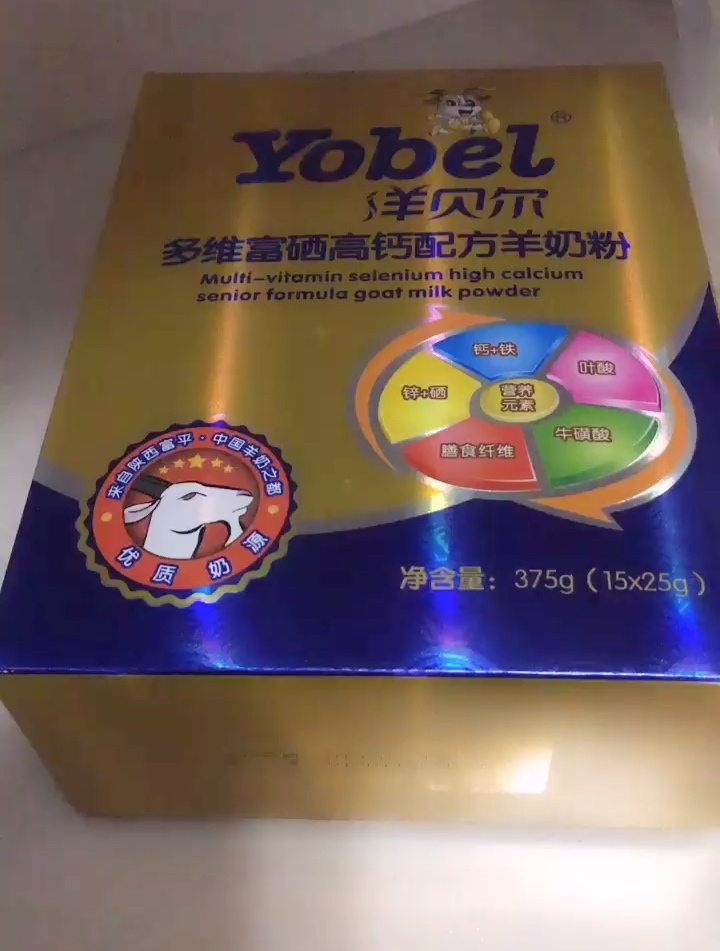 Yobel®
洋贝尔
多维富硒高钙配方羊奶粉
Multi-vitamin selenium high calcium
senior formula goat milk powder
钙+铁
叶酸
锌+硒
营养
元素
牛磺酸
膳食纤维
来自陕西富平·中国羊奶之都
优质奶源
净含量：375g（15x25g）